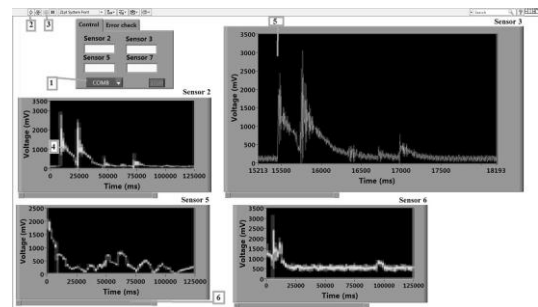 13pt System Font
Search
2
3
Control
Error check
Sensor 2
Sensor 3
Sensor 5
Sensor 7
1
COM8
5
Sensor 3
Voltage (mV)
3500
3000
2500
2000
1500
1000
500
0
15213 15500 16000 16500 17000 17500 18193
Time (ms)
Sensor 2
Voltage (mV)
3500
3000
2000
1000
0
4
0 25000 50000 75000 100000 125000
Time (ms)
Sensor 5
Voltage (mV)
2500
2000
1500
1000
500
0
0 25000 50000 75000 100000 125000
Time (ms)
6
Sensor 6
Voltage (mV)
3500
3000
2500
2000
1500
1000
500
0
0 25000 50000 75000 100000 125000
Time (ms)